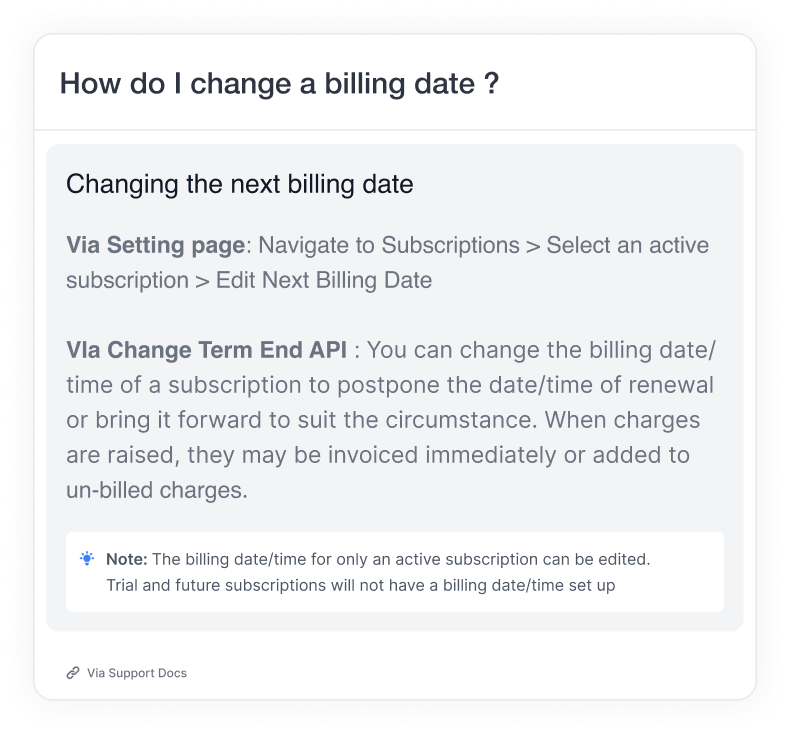 How do I change a billing date ?
Changing the next billing date
Via Setting page: Navigate to Subscriptions > Select an active
subscription > Edit Next Billing Date
VIa Change Term End API : You can change the billing date/
time of a subscription to postpone the date/time of renewal
or bring it forward to suit the circumstance. When charges
are raised, they may be invoiced immediately or added to
un-billed charges.
Note: The billing date/time for only an active subscription can be edited.
Trial and future subscriptions will not have a billing date/time set up
Via Support Docs